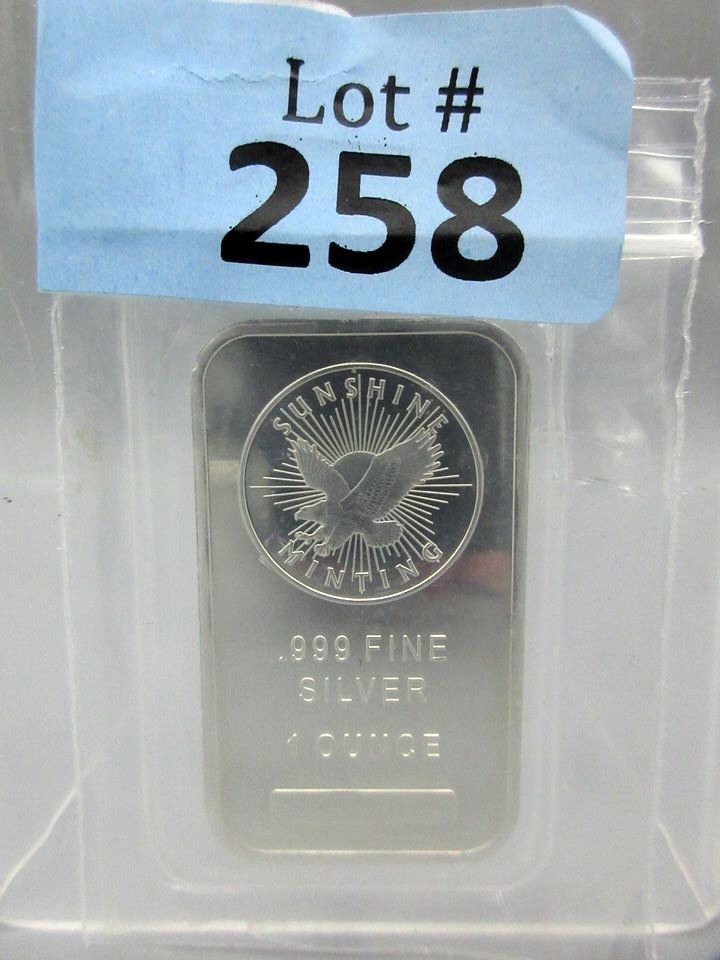 Lot #
258
SUNSHINE
MINTING
.999 FINE
SILVER
1 OUNCE